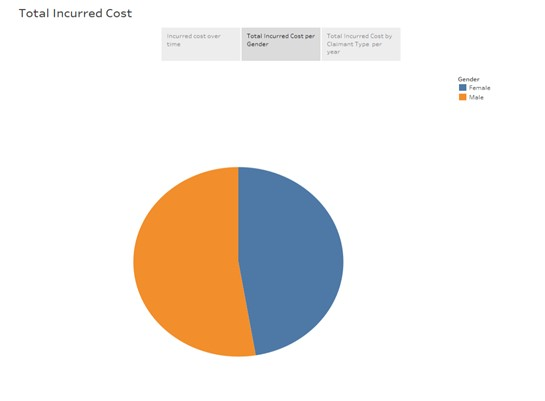 Total Incurred Cost
Incurred cost over
time
Total Incurred Cost per
Gender
Total Incurred Cost by
Claimant Type per
year
Gender
Female
Male